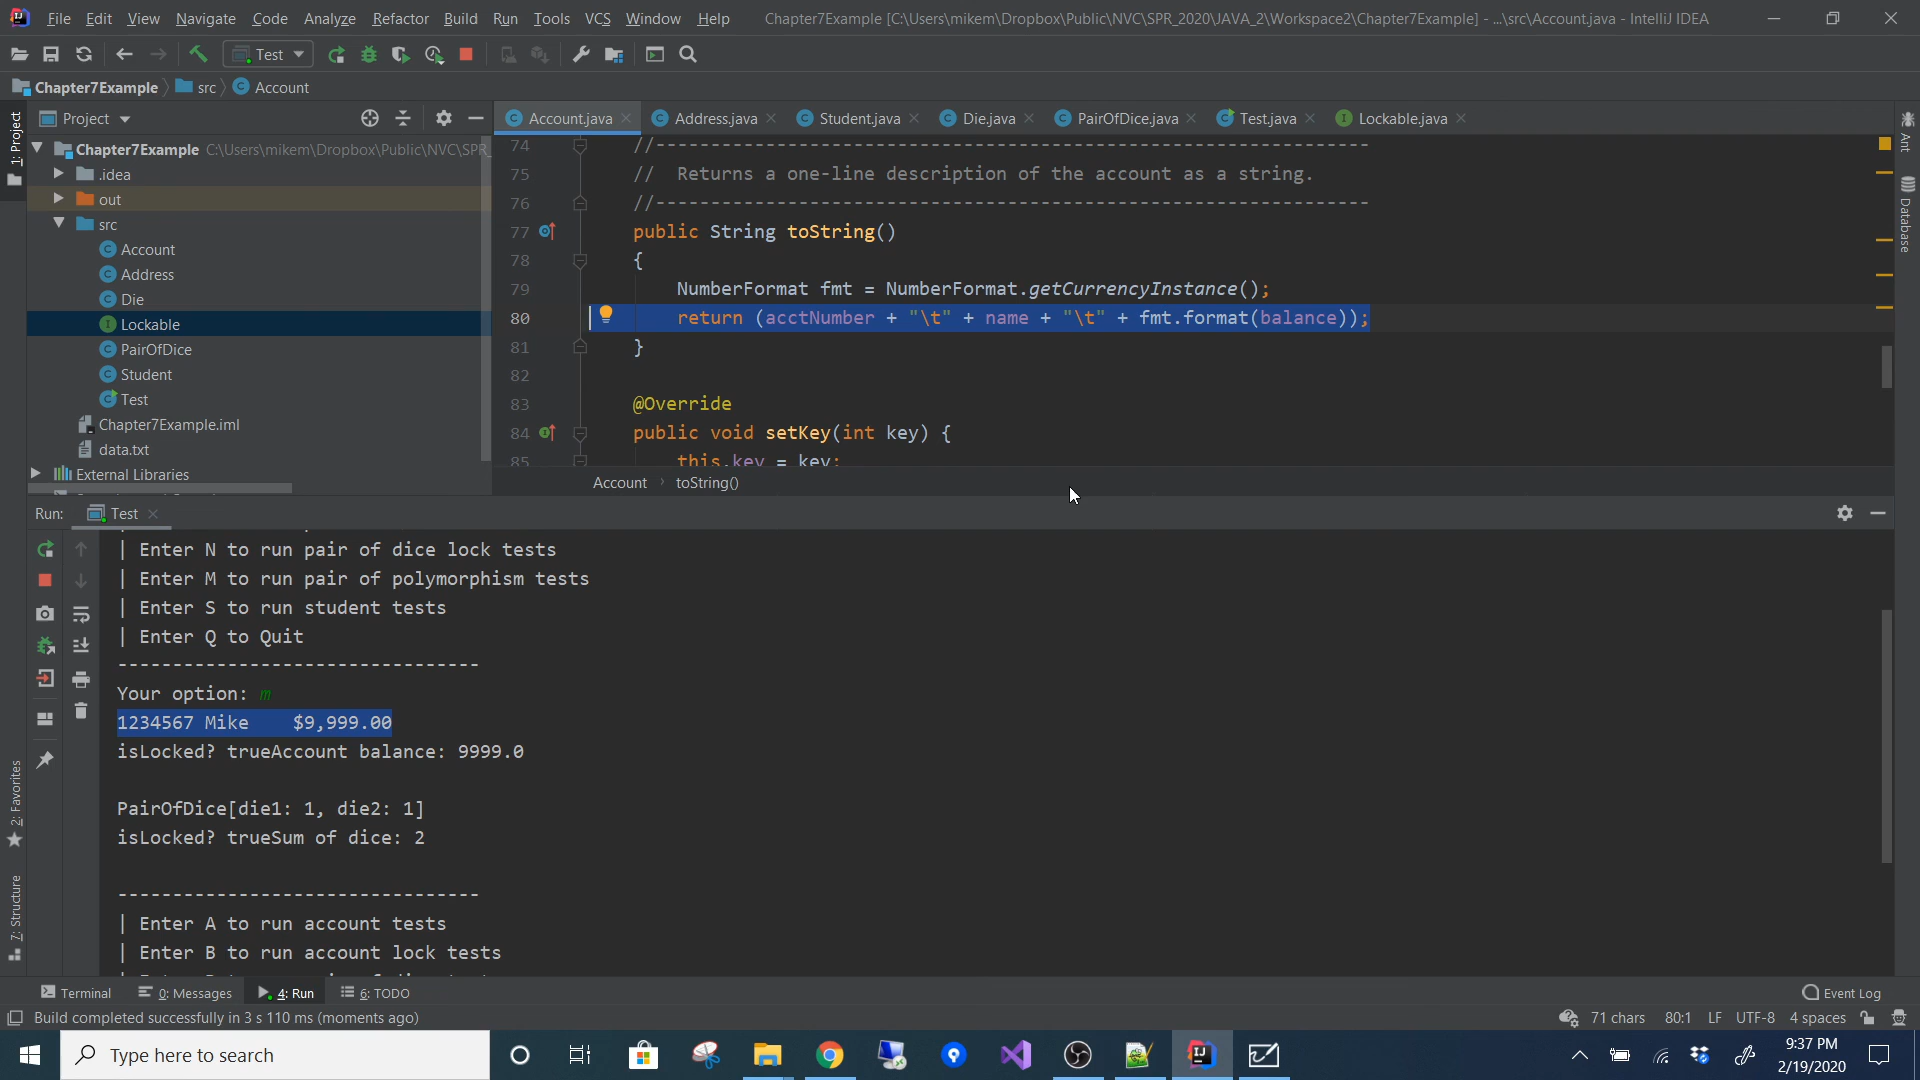 File Edit View Navigate Code Analyze Refactor Build Run Tools VCS Window Help Chapter7Example [C:\Users\mikem\Dropbox\Public\NVC\SPR_2020\JAVA_2\Workspace2\Chapter7Example] - ...\src\Account.java - IntelliJ IDEA
Test
Chapter7Example src Account
Project
Account.java Address.java Student.java Die.java PairOfDice.java Test.java Lockable.java
1: Project
Ant
Database
2: Favorites
7: Structure
Chapter7Example C:\Users\mikem\Dropbox\Public\NVC\SPR_
.idea
out
src
Account
Address
Die
Lockable
PairOfDice
Student
Test
Chapter7Example.iml
data.txt
External Libraries
74 //-----------------------------------------------------------------
75 // Returns a one-line description of the account as a string.
76 //-----------------------------------------------------------------
77 public String toString()
78 {
79 NumberFormat fmt = NumberFormat.getCurrencyInstance();
80 return (acctNumber + "\t" + name + "\t" + fmt.format(balance));
81 }
82
83 @Override
84 public void setKey(int key) {
85 this.key = key;
Account › toString()
Run: Test
| Enter N to run pair of dice lock tests
| Enter M to run pair of polymorphism tests
| Enter S to run student tests
| Enter Q to Quit
---------------------------------
Your option: m
1234567 Mike $9,999.00
isLocked? trueAccount balance: 9999.0
PairOfDice[die1: 1, die2: 1]
isLocked? trueSum of dice: 2
---------------------------------
| Enter A to run account tests
| Enter B to run account lock tests
Terminal 0: Messages 4: Run 6: TODO Event Log
Build completed successfully in 3 s 110 ms (moments ago) 71 chars 80:1 LF UTF-8 4 spaces
Type here to search
9:37 PM
2/19/2020